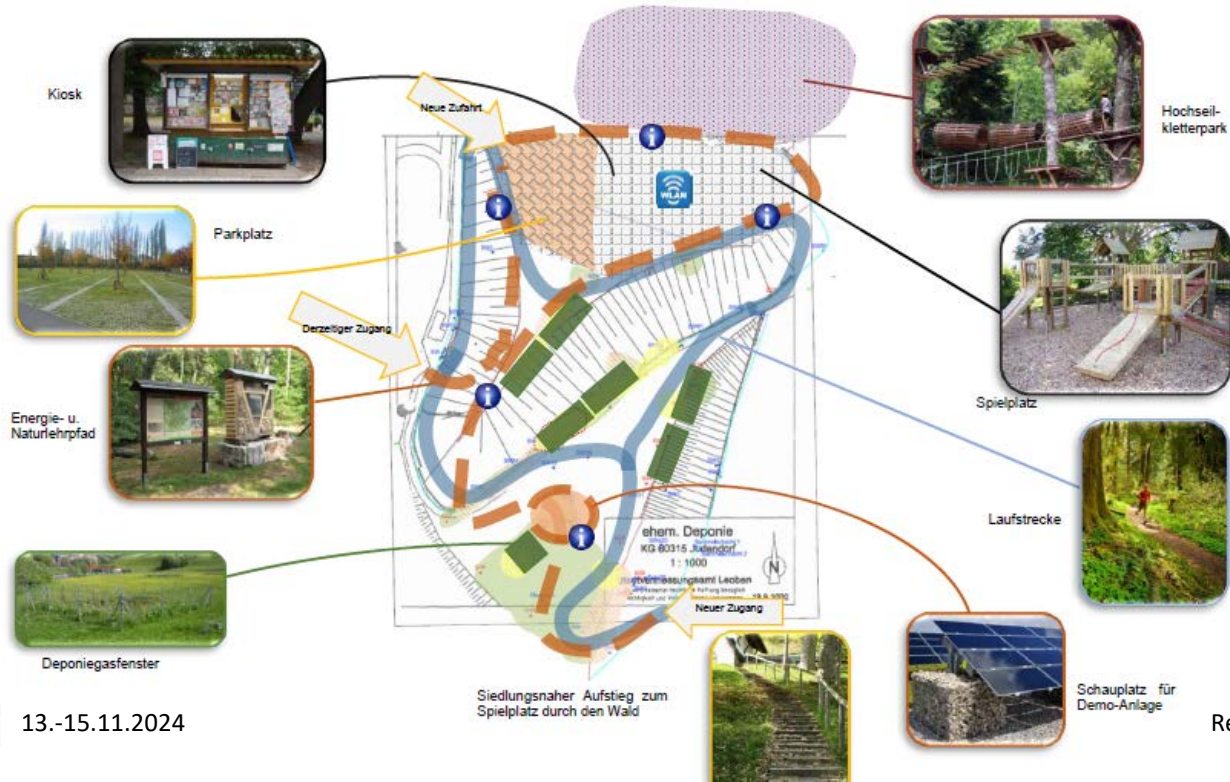 Kiosk
Neue Zufahrt
Hochseil-
kletterpark
WLAN
Parkplatz
Derzeitiger Zugang
Spielplatz
Energie- u.
Naturlehrpfad
Laufstrecke
ehem. Deponie
KG 60315 Judendorf
1 : 1000
Leoben
N
Neuer Zugang
Deponiegasfenster
Siedlungsnaher Aufstieg zum
Spielplatz durch den Wald
Schauplatz für
Demo-Anlage
13.-15.11.2024
Re